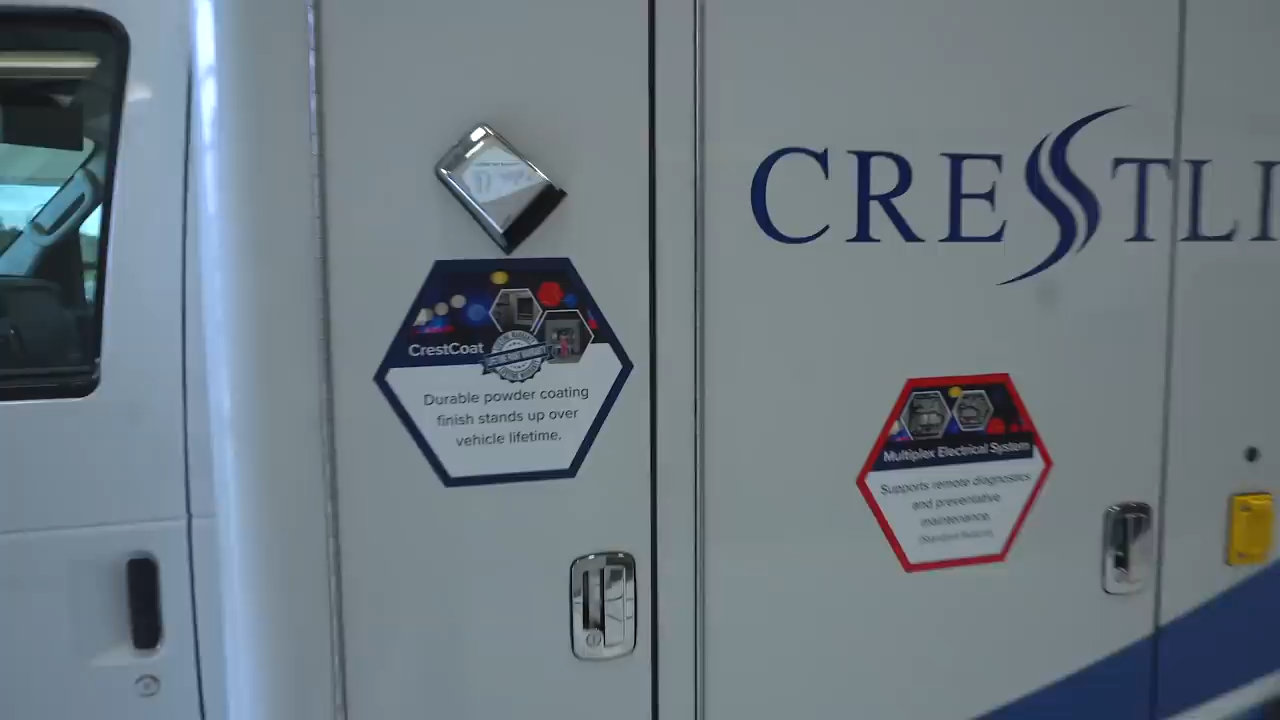 CRESTLI
CrestCoat
Durable powder coating
finish stands up over
vehicle lifetime.
Multiplex Electrical System
Supports remote diagnostics
and preventative
maintenance.